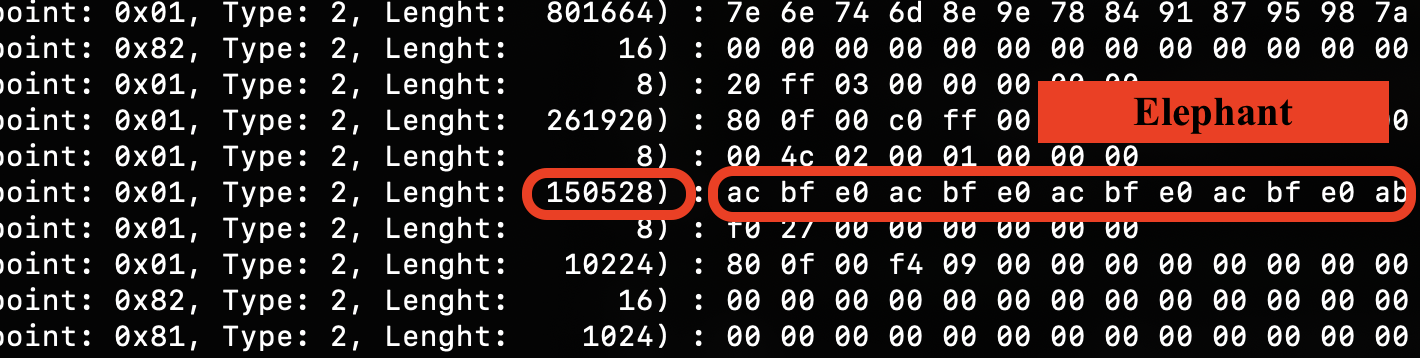 point: 0x01, Type: 2, Lenght: 801664) : 7e 6e 74 6d 8e 9e 78 84 91 87 95 98 7a
point: 0x82, Type: 2, Lenght: 16) : 00 00 00 00 00 00 00 00 00 00 00 00 00
point: 0x01, Type: 2, Lenght: 8) : 20 ff 03 00 00 00 00 00
Elephant
point: 0x01, Type: 2, Lenght: 261920) : 80 0f 00 c0 ff 00 00
point: 0x01, Type: 2, Lenght: 8) : 00 4c 02 00 01 00 00 00
point: 0x01, Type: 2, Lenght: 150528) : ac bf e0 ac bf e0 ac bf e0 ac bf e0 ab
point: 0x01, Type: 2, Lenght: 8) : f0 27 00 00 00 00 00 00
point: 0x01, Type: 2, Lenght: 10224) : 80 0f 00 f4 09 00 00 00 00 00 00 00 00
point: 0x82, Type: 2, Lenght: 16) : 00 00 00 00 00 00 00 00 00 00 00 00 00
point: 0x81, Type: 2, Lenght: 1024) : 00 00 00 00 00 00 00 00 00 00 00 00 00